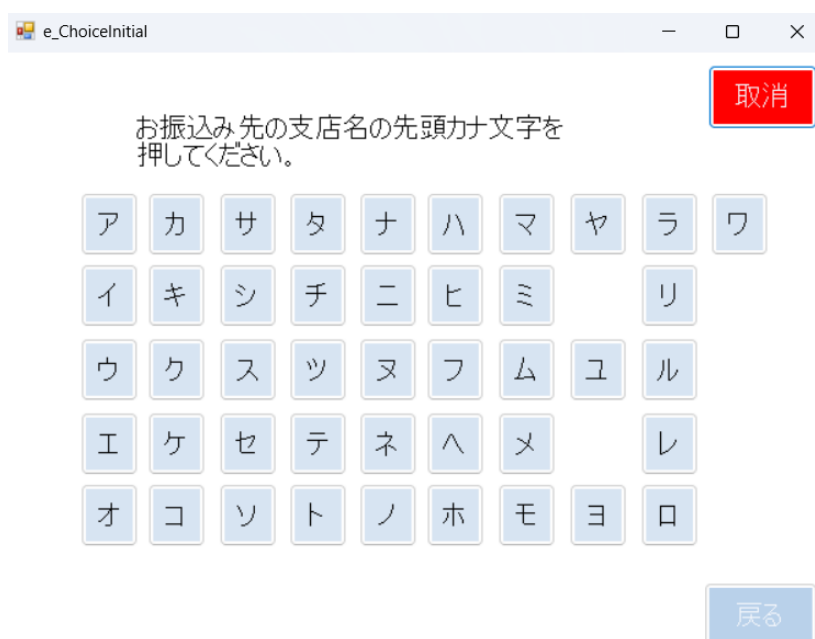 e_ChoiceInitial
取消
お振込み先の支店名の先頭カナ文字を
押してください。
ア カ サ タ ナ ハ マ ヤ ラ ワ
イ キ シ チ ニ ヒ ミ リ
ウ ク ス ツ ヌ フ ム ユ ル
エ ケ セ テ ネ ヘ メ レ
オ コ ソ ト ノ ホ モ ヨ ロ
戻る